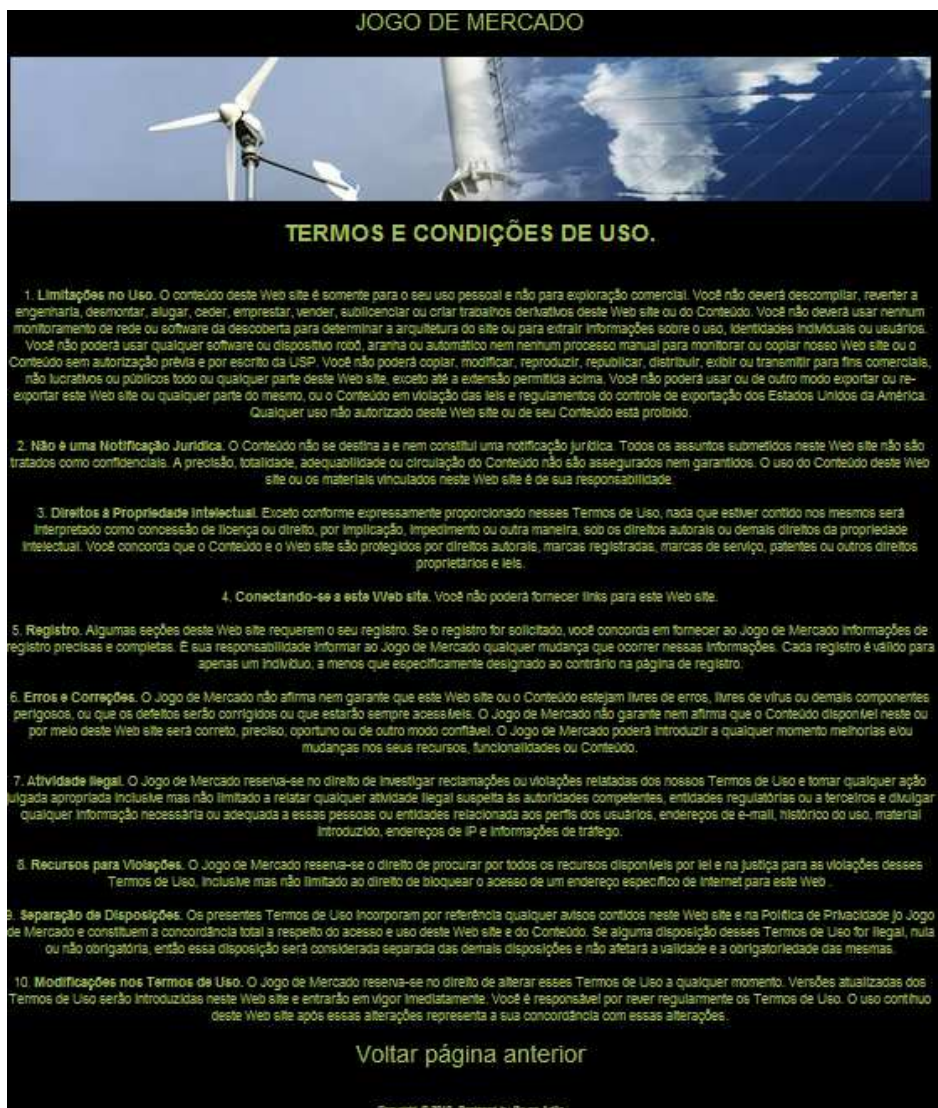 JOGO DE MERCADO
TERMOS E CONDIÇÕES DE USO.
1. Limitações no Uso. O conteúdo deste Web site é somente para o seu uso pessoal e não para exploração comercial. Você não deverá descompilar, reverter a
engenharia, desmontar, alugar, ceder, emprestar, vender, sublicenciar ou criar trabalhos derivativos deste Web site ou do Conteúdo. Você não deverá usar nenhum
monitoramento de rede ou software da descoberta para determinar a arquitetura do site ou para extrair informações sobre o uso, identidades individuais ou usuários.
Você não poderá usar qualquer software ou dispositivo robô, aranha ou automático nem nenhum processo manual para monitorar ou copiar nosso Web site ou o
Conteúdo sem autorização prévia e por escrito da USP. Você não poderá copiar, modificar, reproduzir, republicar, distribuir, exibir ou transmitir para fins comerciais,
não lucrativos ou públicos todo ou qualquer parte deste Web site, exceto até a extensão permitida acima. Você não poderá usar ou de outro modo exportar ou re-
exportar este Web site ou qualquer parte do mesmo, ou o Conteúdo em violação das leis e regulamentos do controle de exportação dos Estados Unidos da América.
Qualquer uso não autorizado deste Web site ou de seu Conteúdo está proibido.
2. Não é uma Notificação Jurídica. O Conteúdo não se destina a e nem constitui uma notificação jurídica. Todos os assuntos submetidos neste Web site não são
tratados como confidenciais. A precisão, totalidade, adequabilidade ou circulação do Conteúdo não são assegurados nem garantidos. O uso do Conteúdo deste Web
site ou os materiais vinculados neste Web site é de sua responsabilidade.
3. Direitos à Propriedade Intelectual. Exceto conforme expressamente proporcionado nesses Termos de Uso, nada que estiver contido nos mesmos será
interpretado como concessão de licença ou direito, por implicação, impedimento ou outra maneira, sob os direitos autorais ou demais direitos da propriedade
intelectual. Você concorda que o Conteúdo e o Web site são protegidos por direitos autorais, marcas registradas, marcas de serviço, patentes ou outros direitos
proprietários e leis.
4. Conectando-se a este Web site. Você não poderá fornecer links para este Web site.
5. Registro. Algumas seções deste Web site requerem o seu registro. Se o registro for solicitado, você concorda em fornecer ao Jogo de Mercado informações de
registro precisas e completas. É sua responsabilidade informar ao Jogo de Mercado qualquer mudança que ocorrer nessas informações. Cada registro é válido para
apenas um indivíduo, a menos que especificamente designado ao contrário na página de registro.
6. Erros e Correções. O Jogo de Mercado não afirma nem garante que este Web site ou o Conteúdo estejam livres de erros, livres de vírus ou demais componentes
perigosos, ou que os defeitos serão corrigidos ou que estarão sempre acessíveis. O Jogo de Mercado não garante nem afirma que o Conteúdo disponível neste ou
por meio deste Web site será correto, preciso, oportuno ou de outro modo confiável. O Jogo de Mercado poderá introduzir a qualquer momento melhorias e/ou
mudanças nos seus recursos, funcionalidades ou Conteúdo.
7. Atividade Ilegal. O Jogo de Mercado reserva-se no direito de investigar reclamações ou violações relatadas dos nossos Termos de Uso e tomar qualquer ação
julgada apropriada inclusive mas não limitado a relatar qualquer atividade ilegal suspeita às autoridades competentes, entidades regulatórias ou a terceiros e divulgar
qualquer informação necessária ou adequada a essas pessoas ou entidades relacionada aos perfis dos usuários, endereços de e-mail, histórico do uso, material
introduzido, endereços de IP e informações de tráfego.
8. Recursos para Violações. O Jogo de Mercado reserva-se o direito de procurar por todos os recursos disponíveis por lei e na justiça para as violações desses
Termos de Uso, inclusive mas não limitado ao direito de bloquear o acesso de um endereço específico de Internet para este Web .
9. Separação de Disposições. Os presentes Termos de Uso incorporam por referência qualquer avisos contidos neste Web site e na Política de Privacidade jo Jogo
de Mercado e constituem a concordância total a respeito do acesso e uso deste Web site e do Conteúdo. Se alguma disposição desses Termos de Uso for ilegal, nula
ou não obrigatória, então essa disposição será considerada separada das demais disposições e não afetará a validade e a obrigatoriedade das mesmas.
10. Modificações nos Termos de Uso. O Jogo de Mercado reserva-se no direito de alterar esses Termos de Uso a qualquer momento. Versões atualizadas dos
Termos de Uso serão introduzidas neste Web site e entrarão em vigor imediatamente. Você é responsável por rever regularmente os Termos de Uso. O uso contínuo
deste Web site após essas alterações representa a sua concordância com essas alterações.
Voltar página anterior